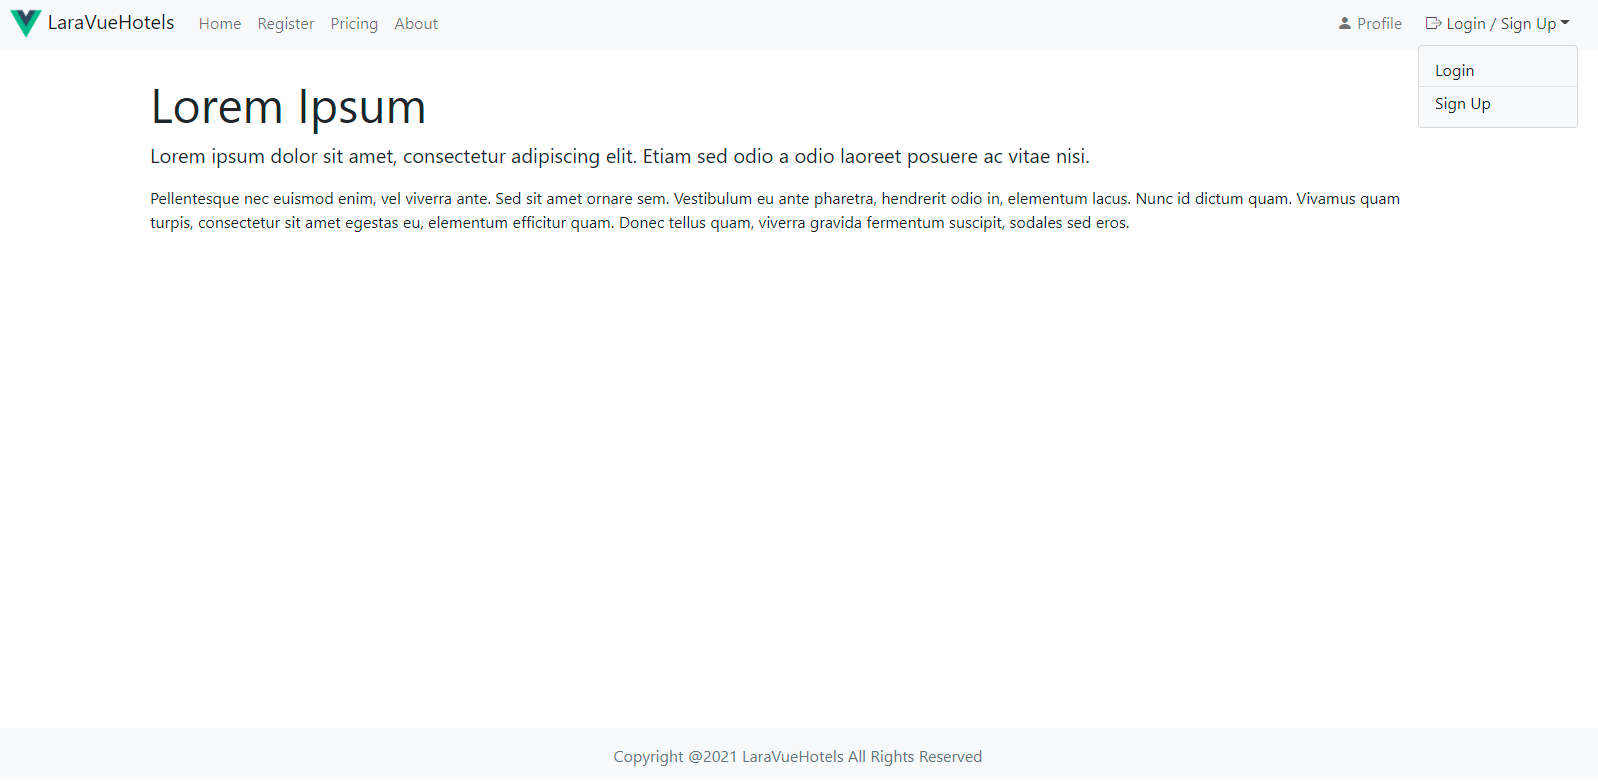 LaraVueHotels Home Register Pricing About Profile Login / Sign Up
Login
Sign Up
Lorem Ipsum
Lorem ipsum dolor sit amet, consectetur adipiscing elit. Etiam sed odio a odio laoreet posuere ac vitae nisi.
Pellentesque nec euismod enim, vel viverra ante. Sed sit amet ornare sem. Vestibulum eu ante pharetra, hendrerit odio in, elementum lacus. Nunc id dictum quam. Vivamus quam
turpis, consectetur sit amet egestas eu, elementum efficitur quam. Donec tellus quam, viverra gravida fermentum suscipit, sodales sed eros.
Copyright @2021 LaraVueHotels All Rights Reserved